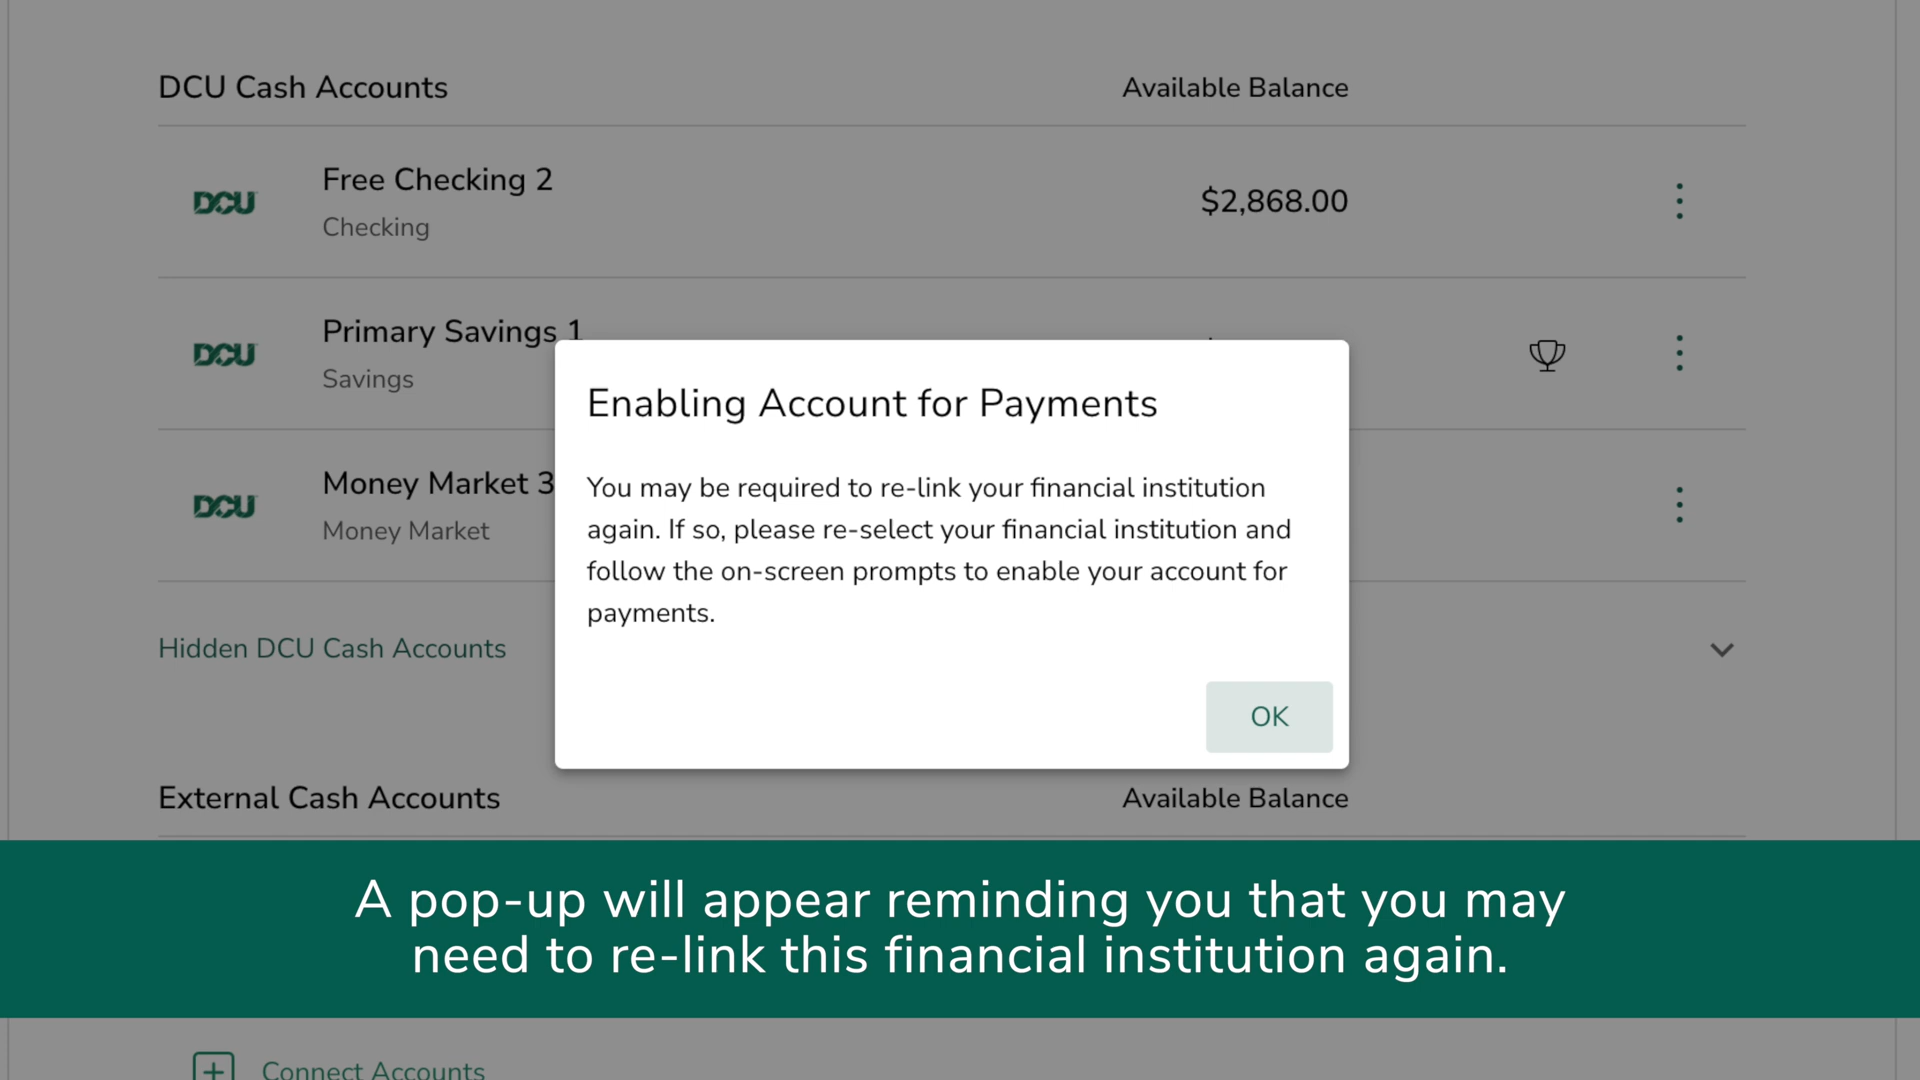 DCU Cash Accounts Available Balance
DCU Free Checking 2 $2,868.00
Checking
DCU Primary Savings 1
Savings
Enabling Account for Payments
DCU Money Market 3
Money Market
You may be required to re-link your financial institution
again. If so, please re-select your financial institution and
follow the on-screen prompts to enable your account for
payments.
Hidden DCU Cash Accounts
OK
External Cash Accounts Available Balance
A pop-up will appear reminding you that you may
need to re-link this financial institution again.
Connect Accounts